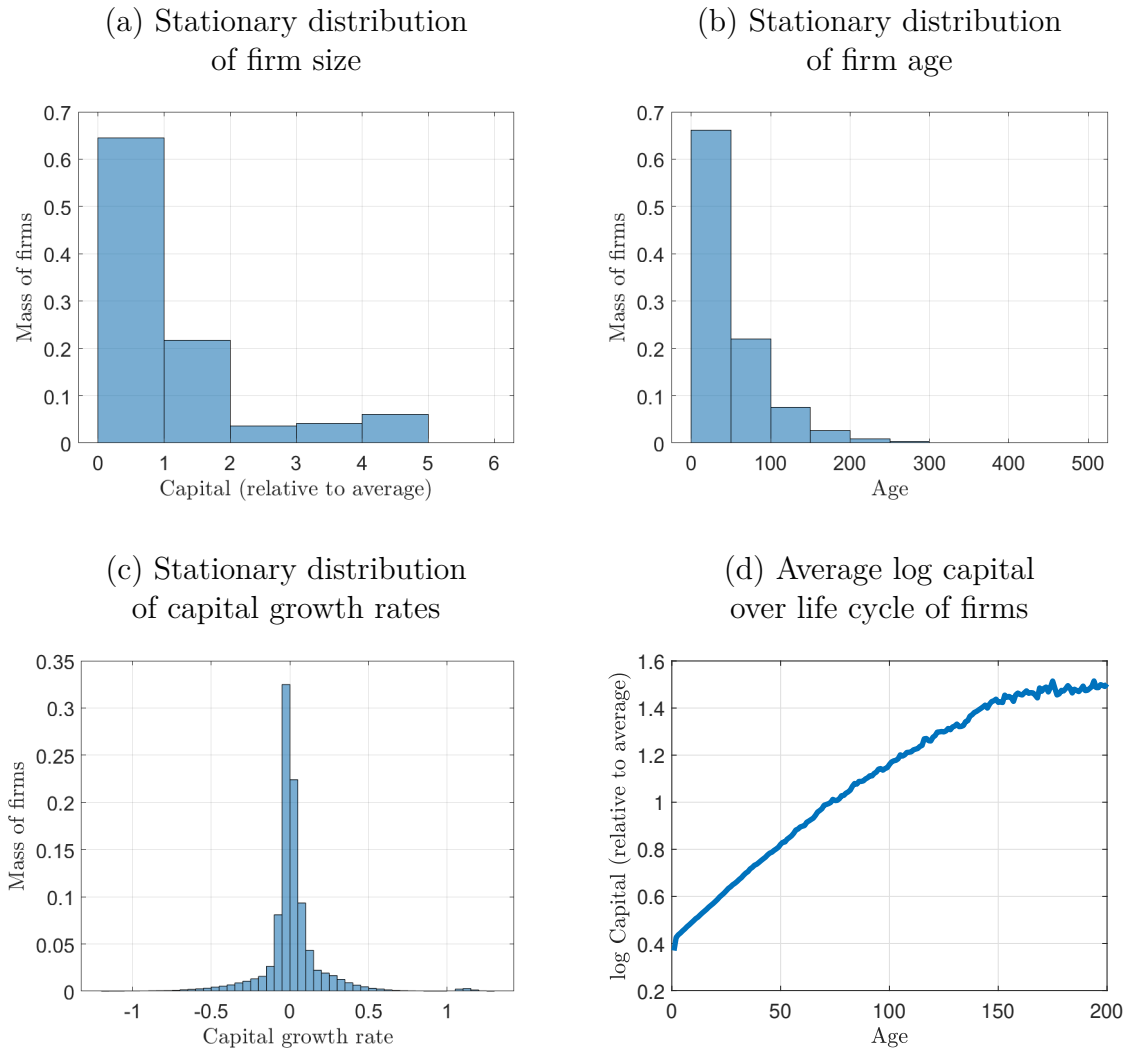 (a) Stationary distribution
of firm size
0.7
0.6
0.5
0.4
0.3
0.2
0.1
0
Mass of firms
0 1 2 3 4 5 6
Capital (relative to average)
(b) Stationary distribution
of firm age
0.7
0.6
0.5
0.4
0.3
0.2
0.1
0
Mass of firms
0 100 200 300 400 500
Age
(c) Stationary distribution
of capital growth rates
0.35
0.3
0.25
0.2
0.15
0.1
0.05
0
Mass of firms
-1 -0.5 0 0.5 1
Capital growth rate
(d) Average log capital
over life cycle of firms
1.6
1.4
1.2
1
0.8
0.6
0.4
0.2
log Capital (relative to average)
0 50 100 150 200
Age